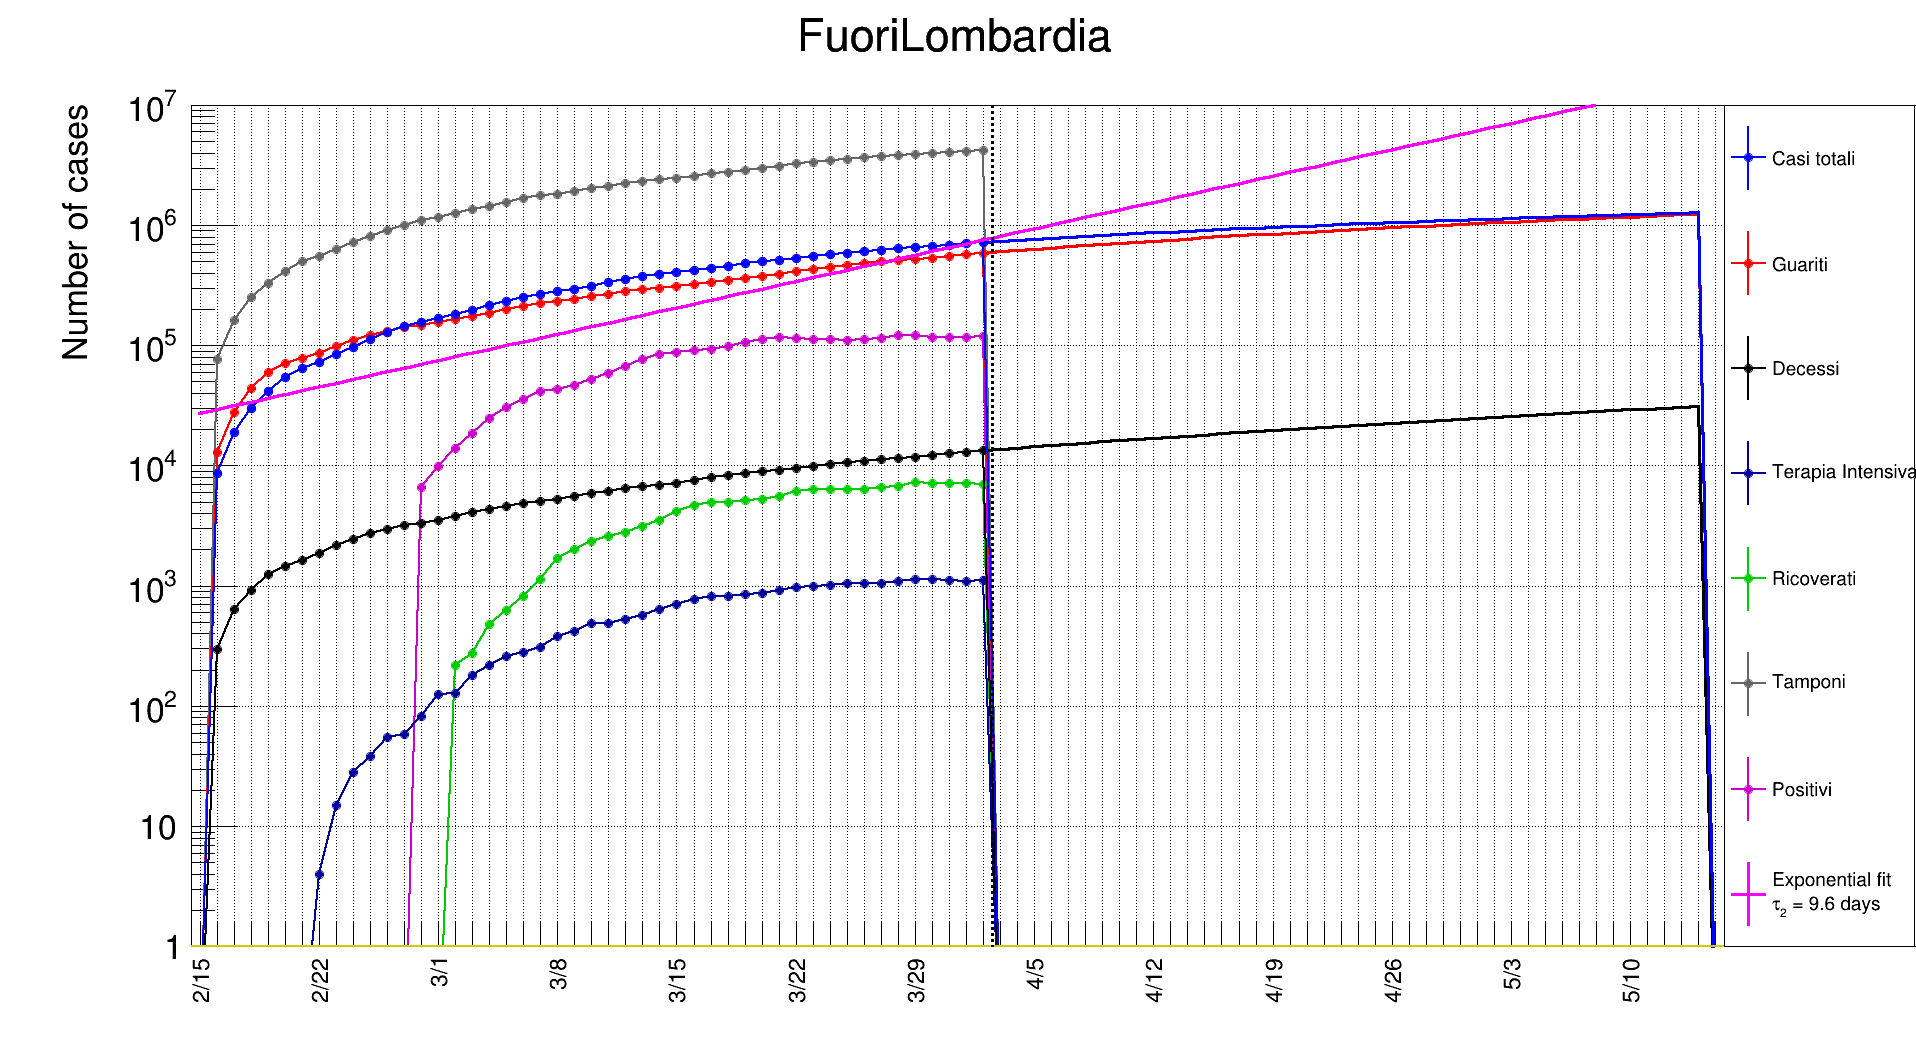 FuoriLombardia
Number of cases
10^7
10^6
10^5
10^4
10^3
10^2
10
1
2/15
2/22
3/1
3/8
3/15
3/22
3/29
4/5
4/12
4/19
4/26
5/3
5/10
Casi totali
Guariti
Decessi
Terapia Intensiva
Ricoverati
Tamponi
Positivi
Exponential fit
τ_2 = 9.6 days